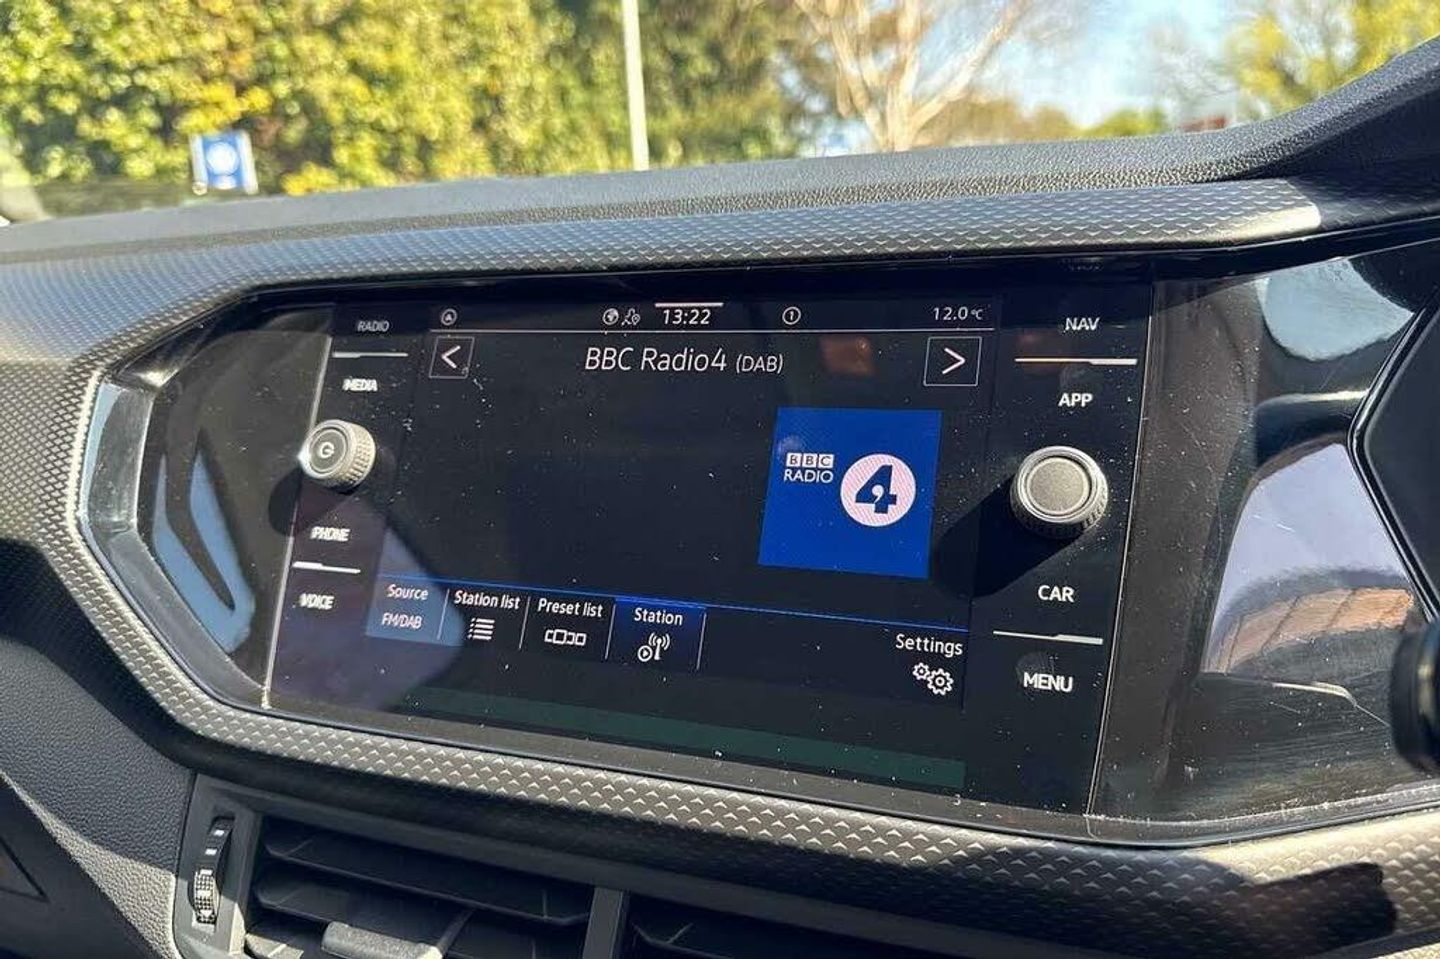 RADIO
MEDIA
PHONE
VOICE
13:22
1
12.0°C
< BBC Radio4 (DAB) >
BBC
RADIO
4
Source
FM/DAB
Station list
Preset list
Station
Settings
NAV
APP
CAR
MENU